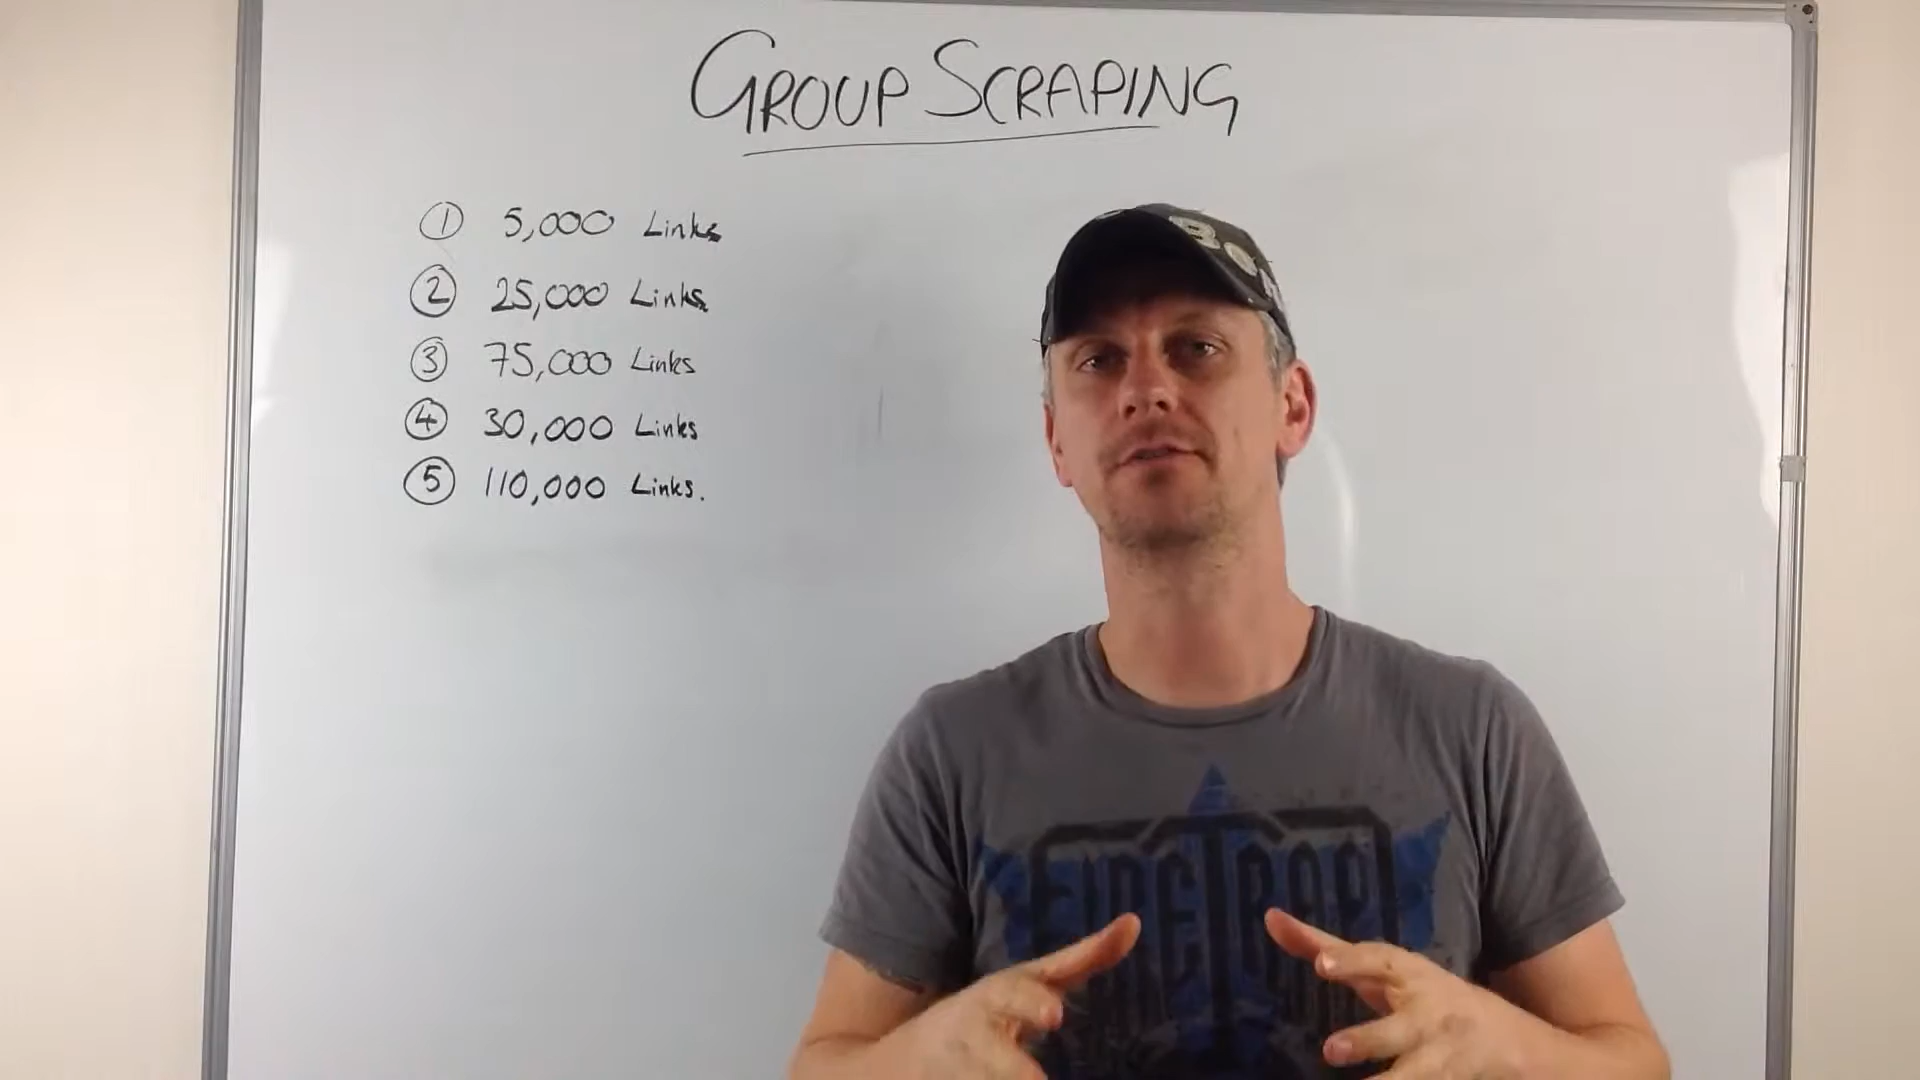 GROUP SCRAPING
① 5,000 Links
② 25,000 Links
③ 75,000 Links
④ 30,000 Links
⑤ 110,000 Links.
FIRETRAP